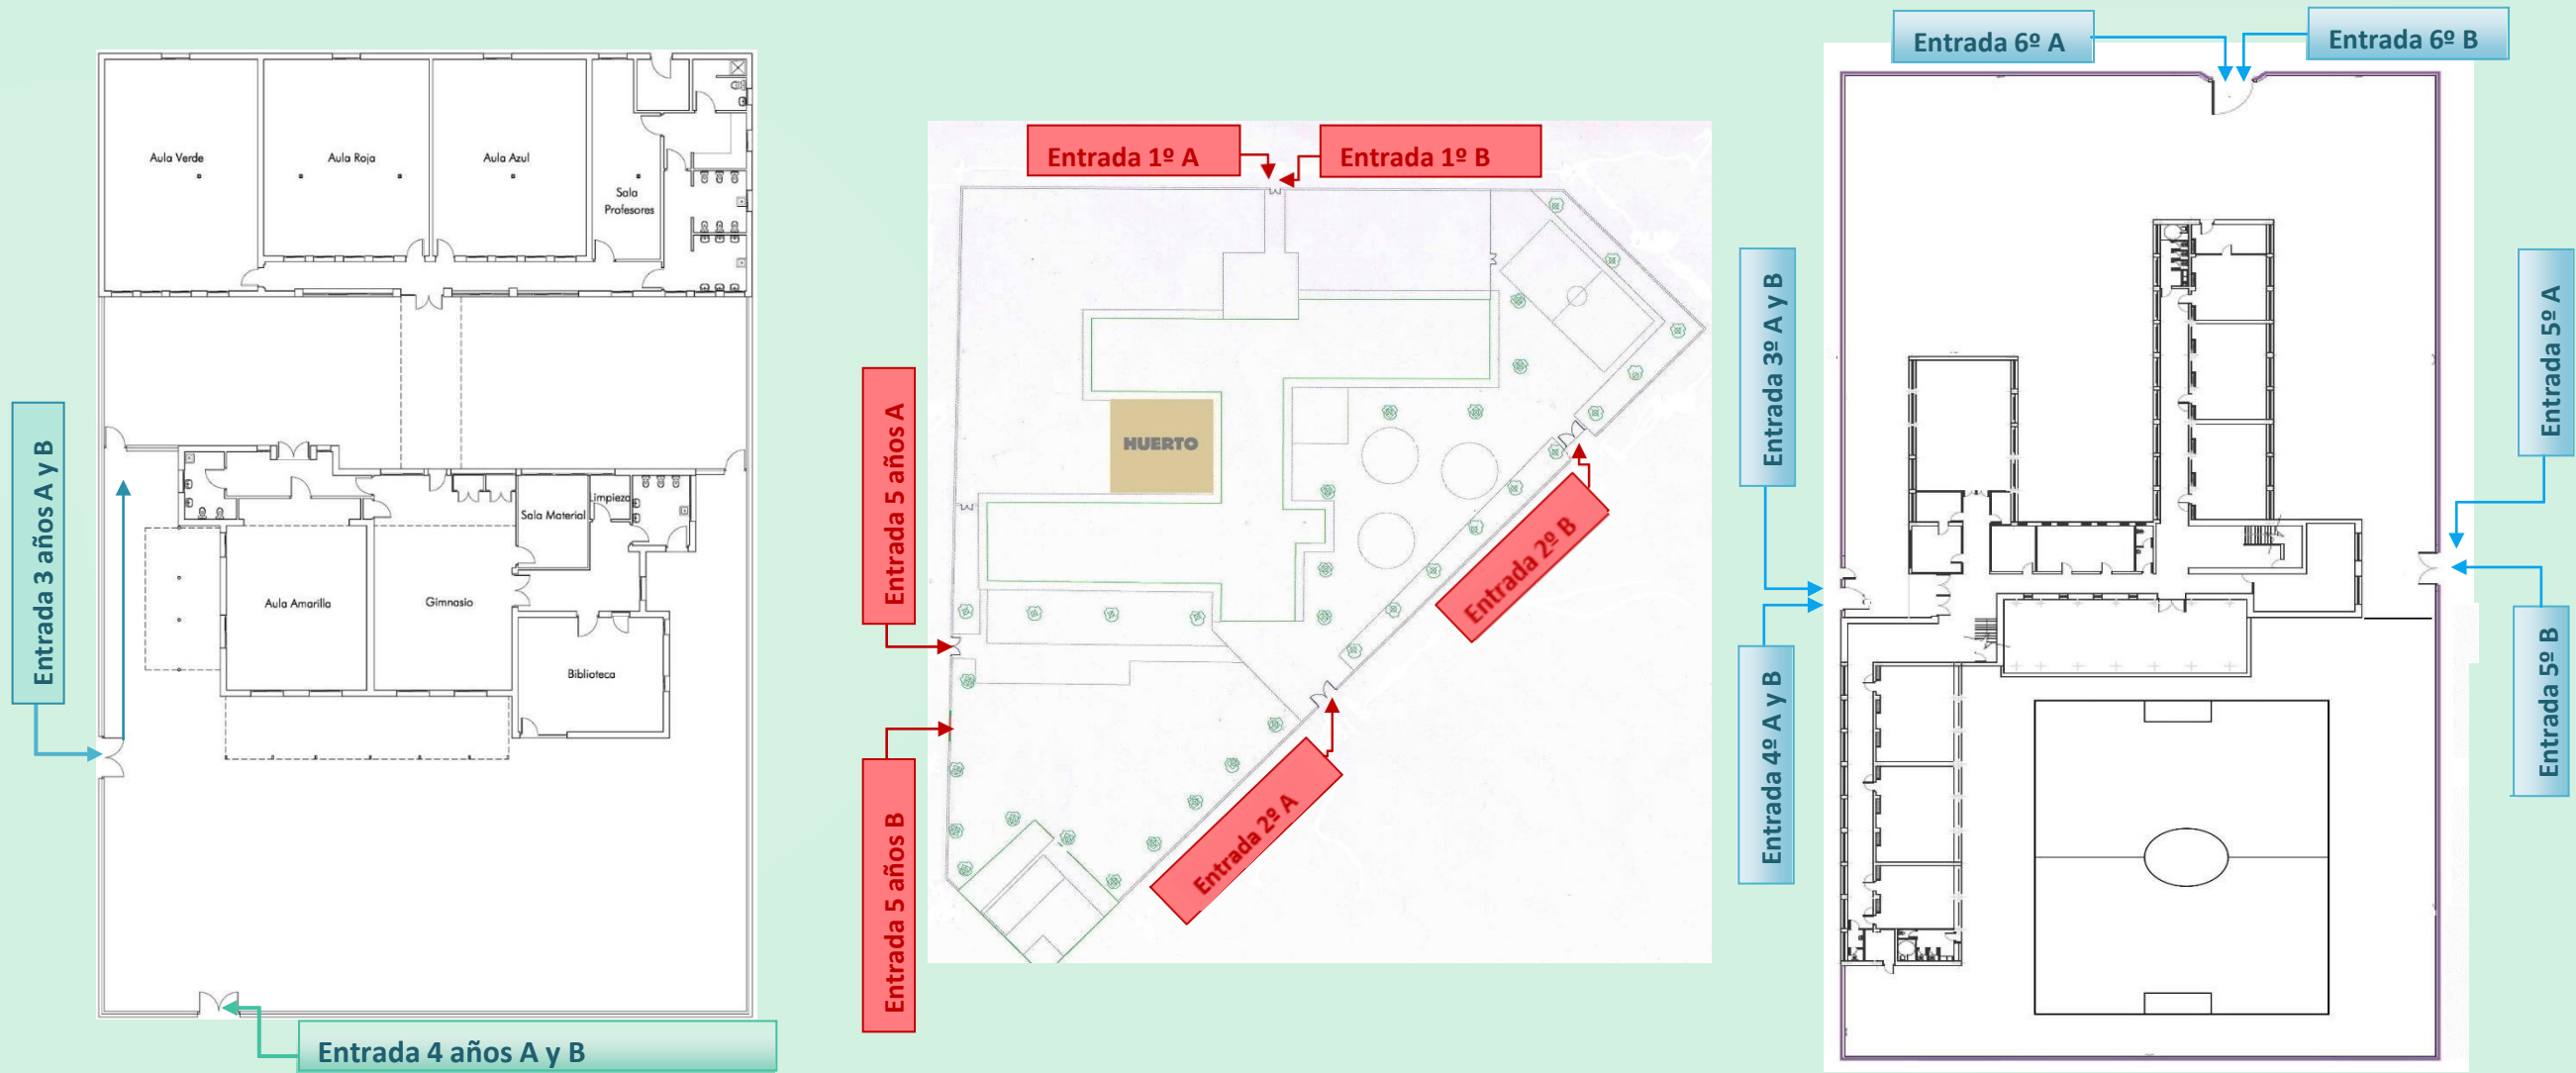 Aula Verde
Aula Roja
Aula Azul
Sala
Profesores
Limpieza
Sala Material
Aula Amarilla
Gimnasio
Biblioteca
Entrada 3 años A y B
Entrada 4 años A y B
Entrada 1º A
Entrada 1º B
HUERTO
Entrada 5 años A
Entrada 5 años B
Entrada 2º B
Entrada 2º A
Entrada 6º A
Entrada 6º B
Entrada 3º A y B
Entrada 4º A y B
Entrada 5º A
Entrada 5º B